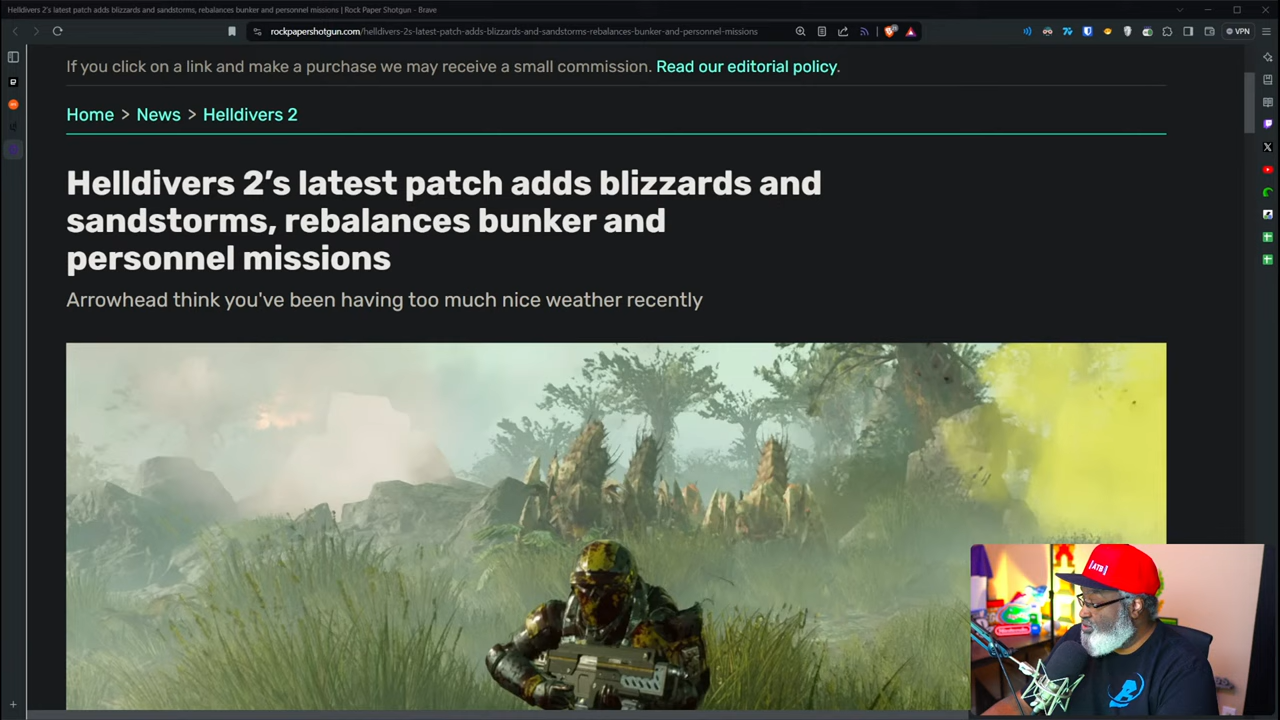 Helldivers 2's latest patch adds blizzards and sandstorms, rebalances bunker and personnel missions | Rock Paper Shotgun - Brave
rockpapershotgun.com/helldivers-2s-latest-patch-adds-blizzards-and-sandstorms-rebalances-bunker-and-personnel-missions
VPN
If you click on a link and make a purchase we may receive a small commission. Read our editorial policy.
Home > News > Helldivers 2
Helldivers 2’s latest patch adds blizzards and
sandstorms, rebalances bunker and
personnel missions
Arrowhead think you've been having too much nice weather recently
[ATB]
Nintendo